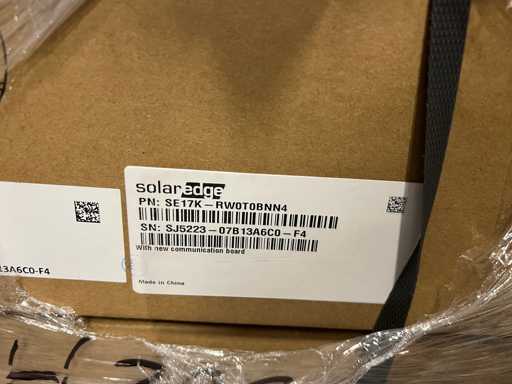 solaredge
PN: SE17K-RW0T0BNN4
SN: SJ5223-07B13A6C0-F4
With new communication board
Made in China
13A6C0-F4